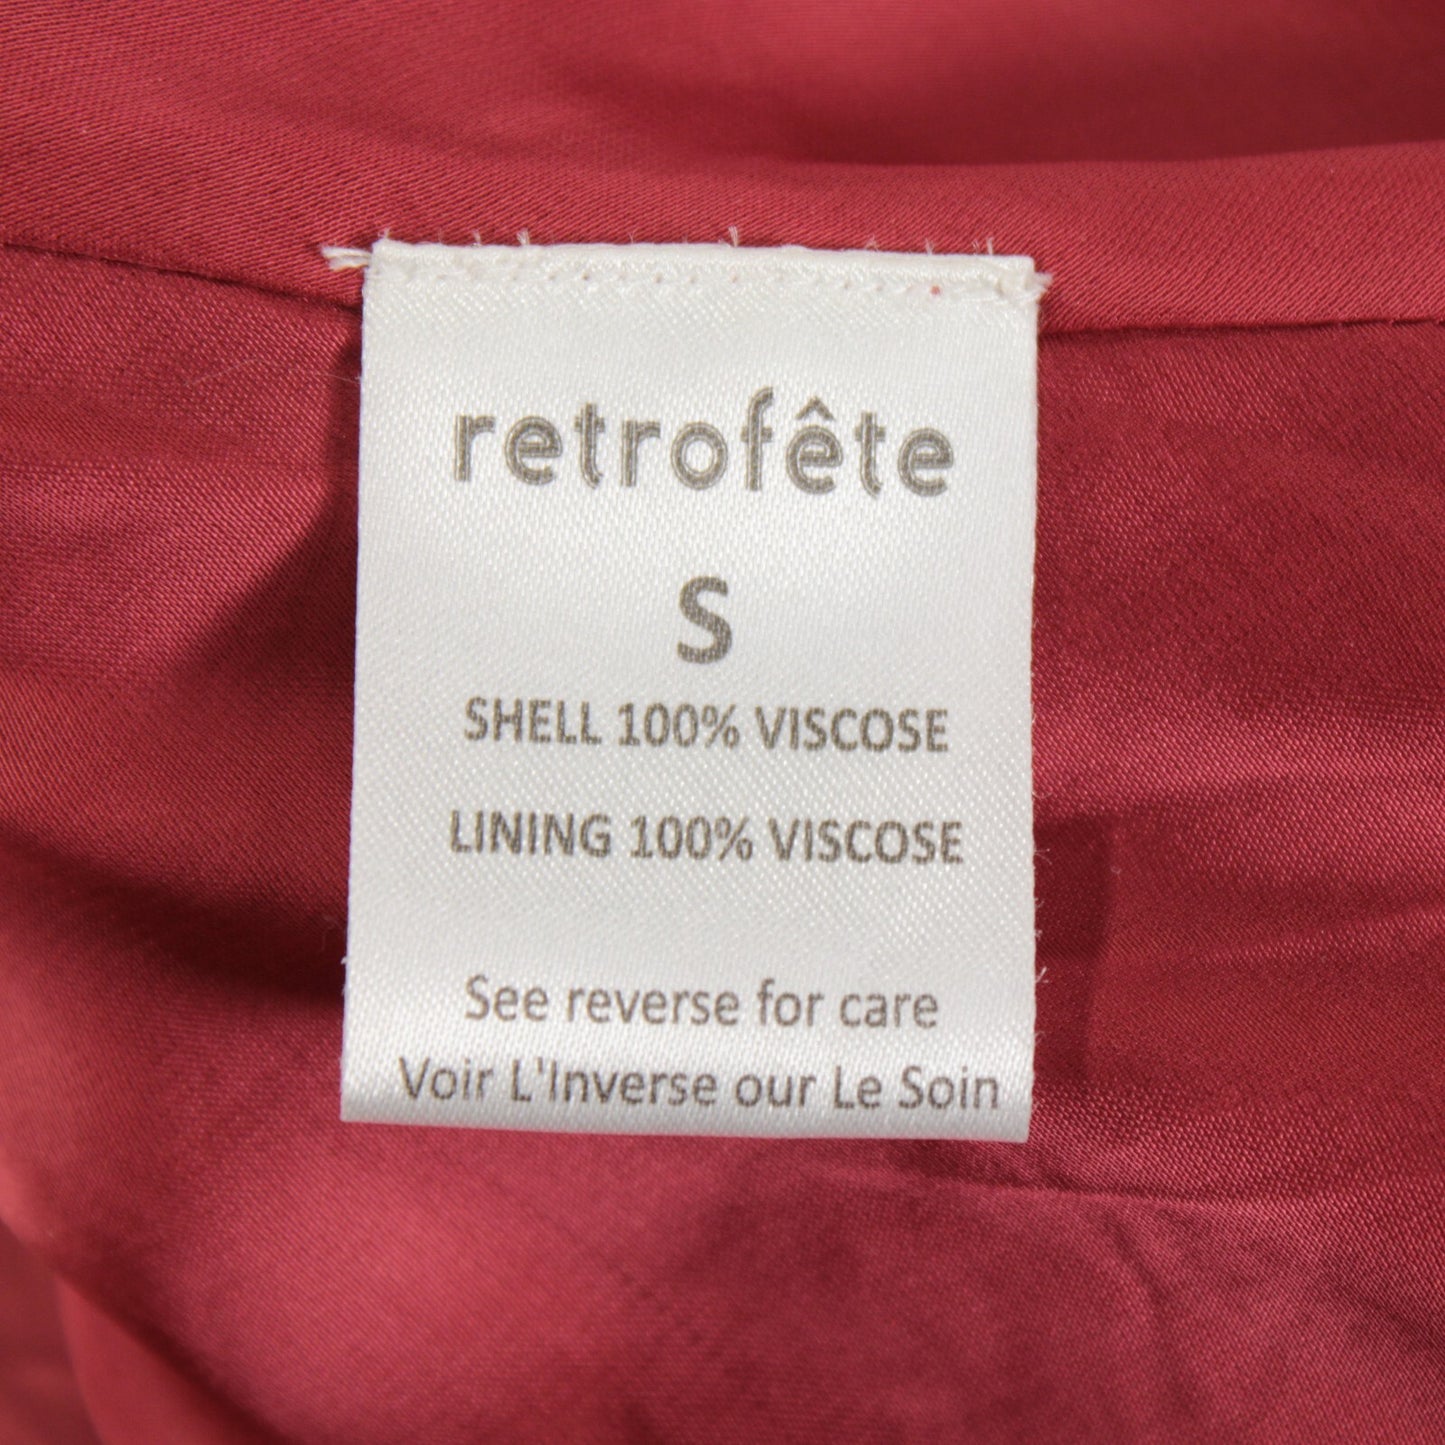 retrofête
S
SHELL 100% VISCOSE
LINING 100% VISCOSE
See reverse for care
Voir L'Inverse our Le Soin